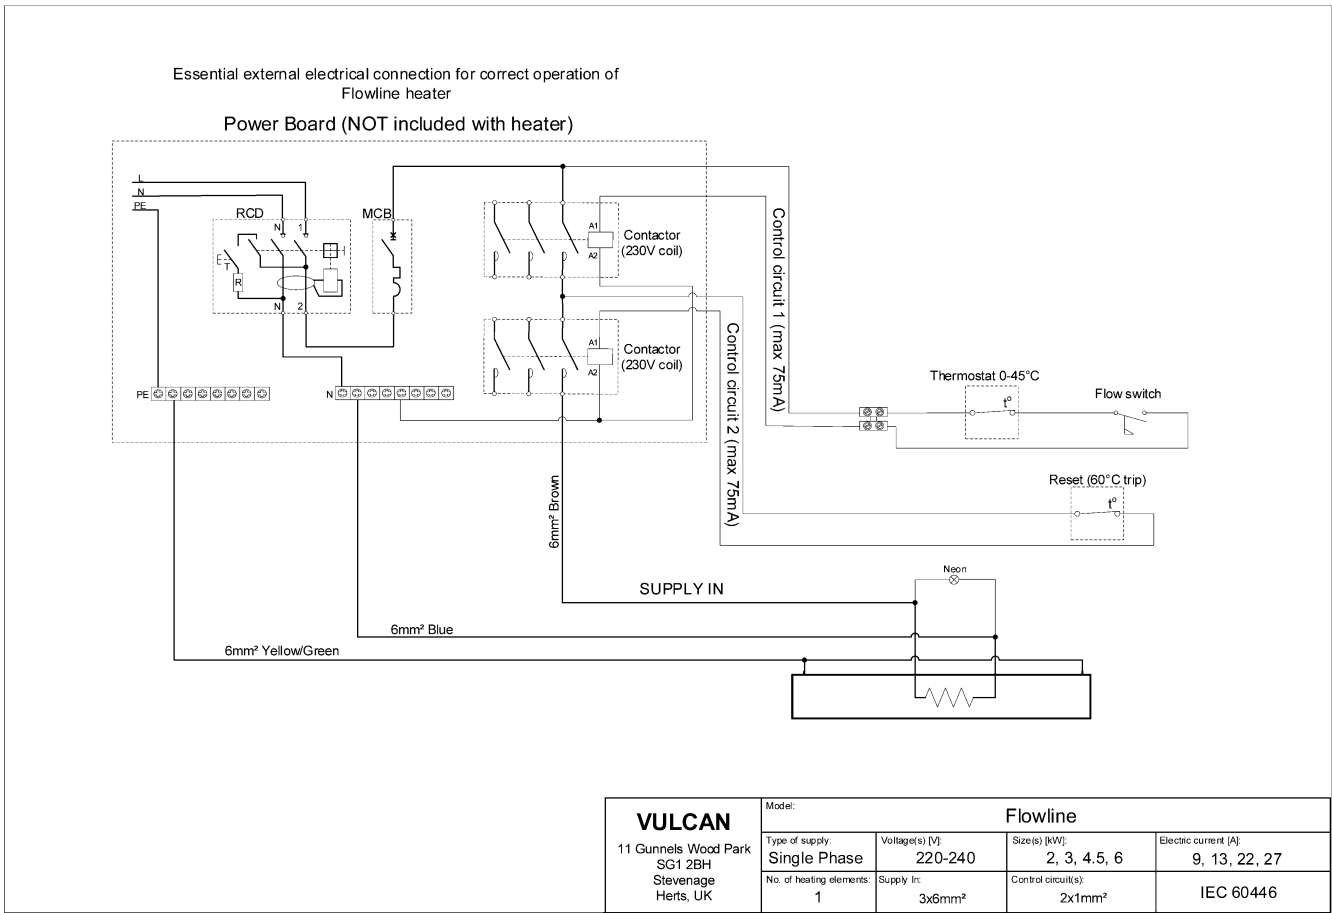 Essential external electrical connection for correct operation of
Flowline heater
Power Board (NOT included with heater)
L
N
PE
RCD
MCB
N
1
T
R
N
2
A1
A2
Contactor
(230V coil)
A1
A2
Contactor
(230V coil)
PE
N
Control circuit 1 (max 75mA)
Control circuit 2 (max 75mA)
Thermostat 0-45°C
t°
Flow switch
Reset (60°C trip)
t°
6mm² Brown
Neon
SUPPLY IN
6mm² Blue
6mm² Yellow/Green
VULCAN
11 Gunnels Wood Park
SG1 2BH
Stevenage
Herts, UK
Model:
Flowline
Type of supply:
Single Phase
Voltage(s) [V]:
220-240
Size(s) [kW]:
2, 3, 4.5, 6
Electric current [A]:
9, 13, 22, 27
No. of heating elements:
1
Supply In:
3x6mm²
Control circuit(s):
2x1mm²
IEC 60446